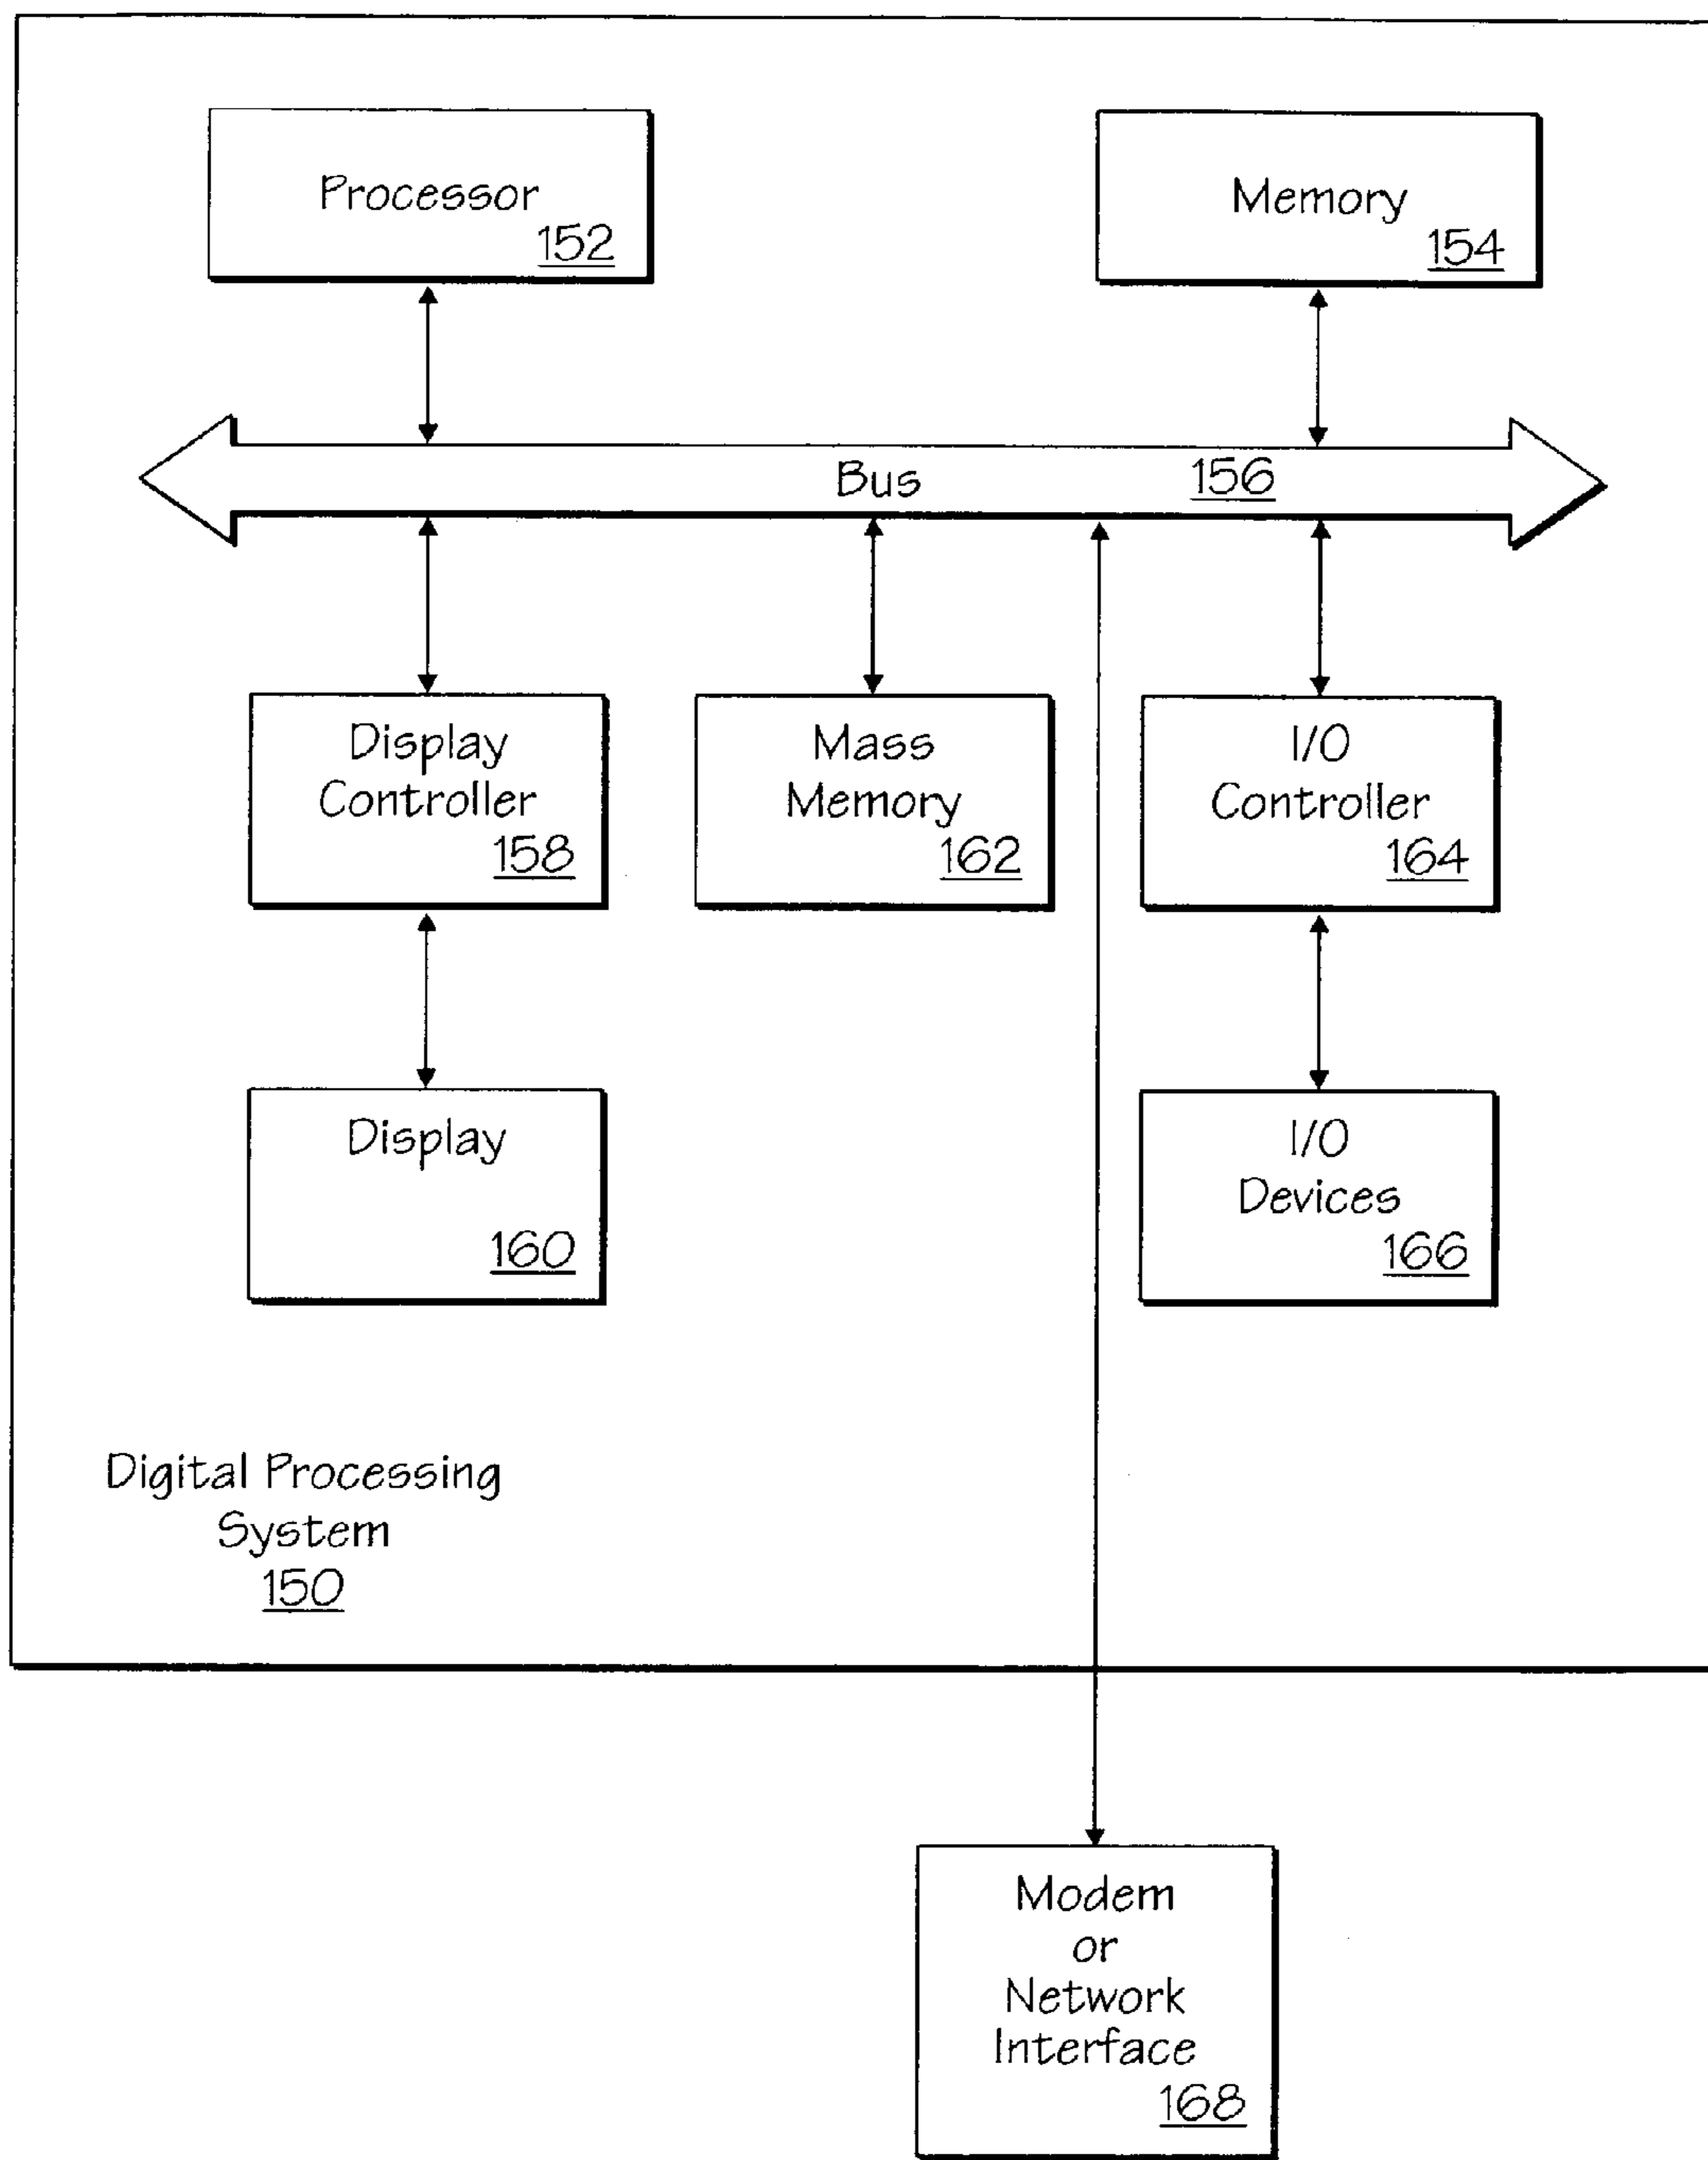 Processor
152
Memory
154
Bus
156
Display
Controller
158
Mass
Memory
162
I/O
Controller
164
Display
160
I/O
Devices
166
Digital Processing
System
150
Modem
or
Network
Interface
168